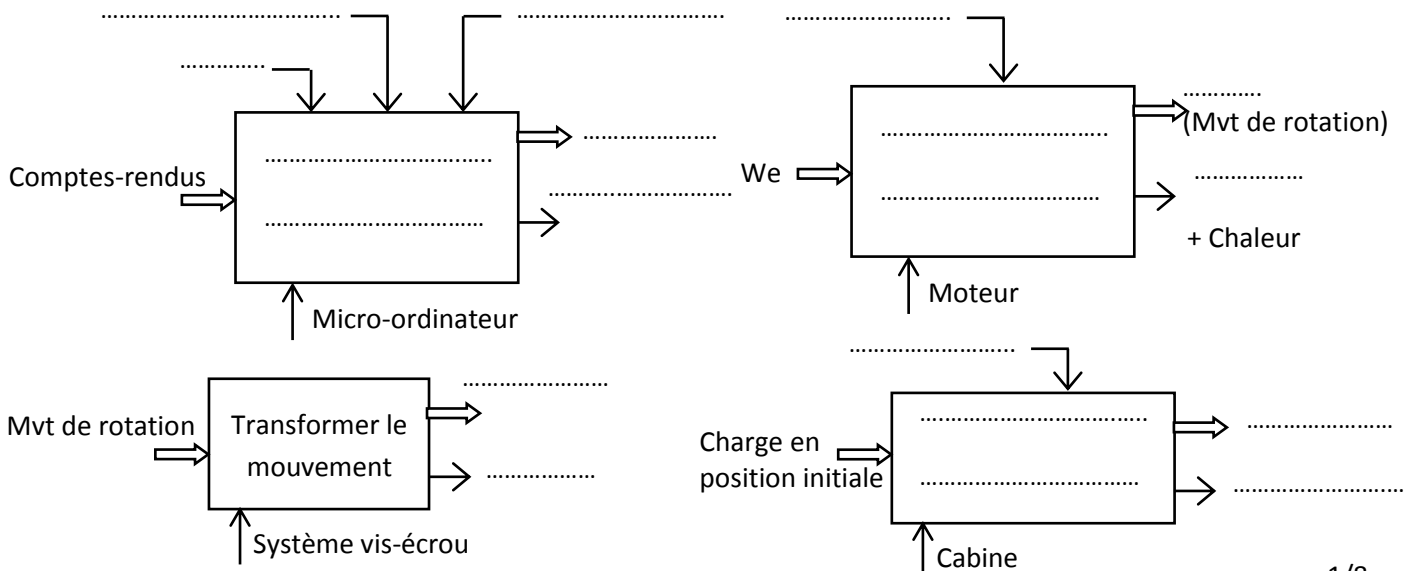 ................................. ............................. .......................
..............
Comptes-rendus
..............................
..............................
.....................
............................
Micro-ordinateur
We
..............................
..............................
.............
(Mvt de rotation)
.................
+ Chaleur
Moteur
Mvt de rotation
Transformer le
mouvement
......................
.................
Système vis-écrou
.........................
Charge en
position initiale
..............................
..............................
......................
..........................
Cabine